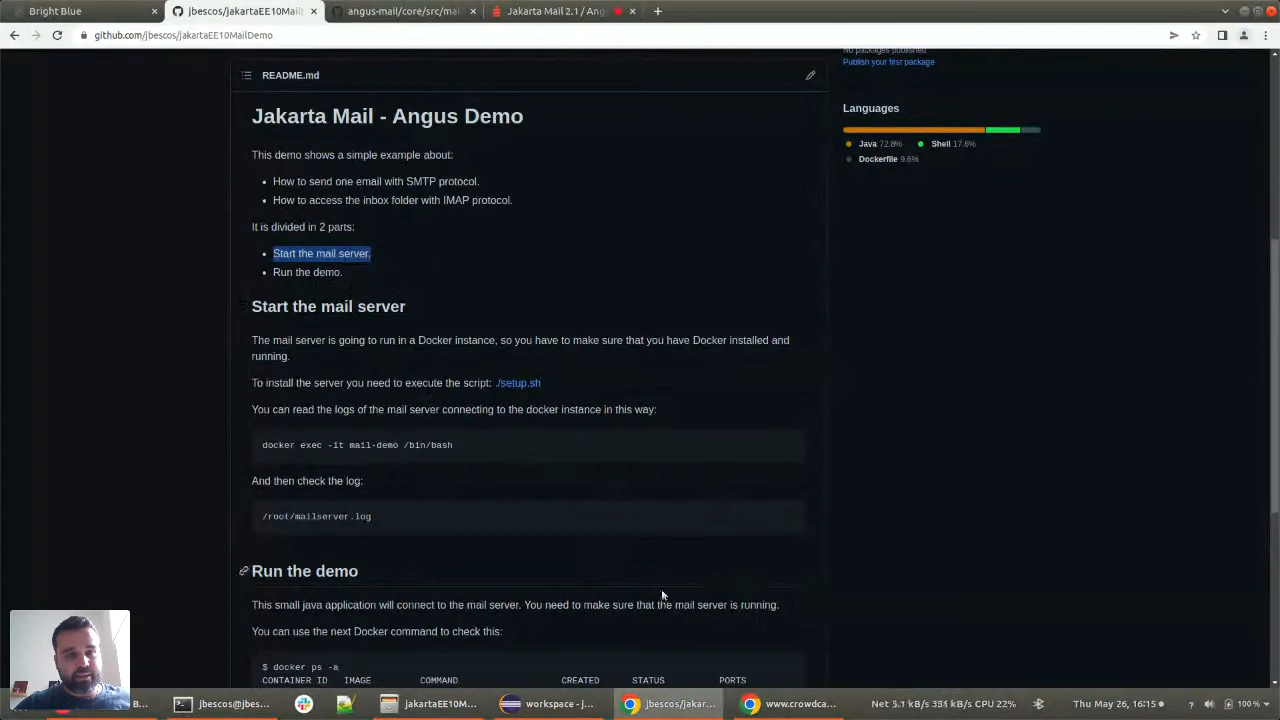 Bright Blue
jbescos/jakartaEE10MailD
angus-mail/core/src/mai
Jakarta Mail 2.1 / Ang
github.com/jbescos/jakartaEE10MailDemo
No packages published
Publish your first package
README.md
Languages
Java 72.8%
Shell 17.6%
Dockerfile 9.6%
Jakarta Mail - Angus Demo
This demo shows a simple example about:
How to send one email with SMTP protocol.
How to access the inbox folder with IMAP protocol.
It is divided in 2 parts:
Start the mail server.
Run the demo.
Start the mail server
The mail server is going to run in a Docker instance, so you have to make sure that you have Docker installed and
running.
To install the server you need to execute the script: ./setup.sh
You can read the logs of the mail server connecting to the docker instance in this way:
docker exec -it mail-demo /bin/bash
And then check the log:
/root/mailserver.log
Run the demo
This small java application will connect to the mail server. You need to make sure that the mail server is running.
You can use the next Docker command to check this:
$ docker ps -a
CONTAINER ID IMAGE COMMAND CREATED STATUS PORTS
jbescos@jbes...
jakartaEE10M...
workspace - j...
jbescos/jakar...
www.crowdca...
Net kB/s kB/s CPU 22%
Thu May 26, 16:15
100%